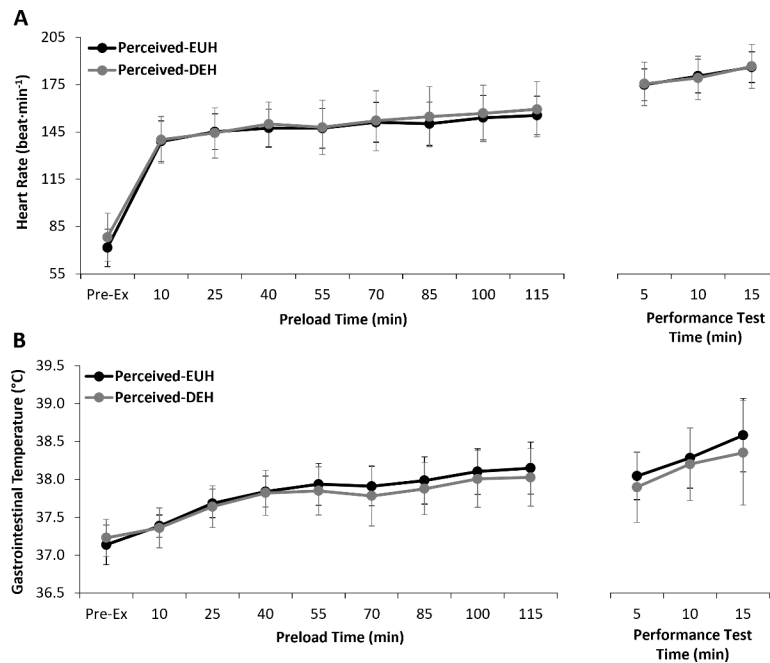 A
205
175
145
115
85
55
Heart Rate (beat·min⁻¹)
Perceived-EUH
Perceived-DEH
Pre-Ex 10 25 40 55 70 85 100 115
Preload Time (min)
5 10 15
Performance Test
Time (min)
B
39.5
39.0
38.5
38.0
37.5
37.0
36.5
Gastrointestinal Temperature (°C)
Perceived-EUH
Perceived-DEH
Pre-Ex 10 25 40 55 70 85 100 115
Preload Time (min)
5 10 15
Performance Test
Time (min)